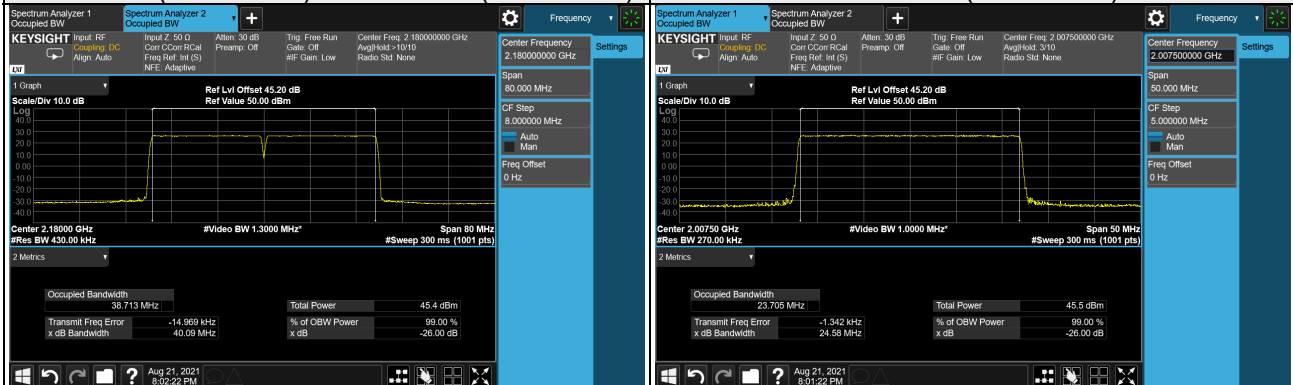 Spectrum Analyzer 1
Occupied BW
Spectrum Analyzer 2
Occupied BW
Frequency
KEYSIGHT
Input: RF
Coupling: DC
Align: Auto
Input Z: 50 Ω
Corr CCorr RCal
Freq Ref: Int (S)
NFE: Adaptive
Atten: 30 dB
Preamp: Off
Trig: Free Run
Gate: Off
#IF Gain: Low
Center Freq: 2.180000000 GHz
Avg|Hold:>10/10
Radio Std: None
LXI
Center Frequency
2.180000000 GHz
Settings
Span
80.000 MHz
CF Step
8.000000 MHz
Auto
Man
Freq Offset
0 Hz
1 Graph
Scale/Div 10.0 dB
Ref Lvl Offset 45.20 dB
Ref Value 50.00 dBm
Log
40.0
30.0
20.0
10.0
0.00
-10.0
-20.0
-30.0
-40.0
Center 2.18000 GHz
#Res BW 430.00 kHz
#Video BW 1.3000 MHz*
Span 80 MHz
#Sweep 300 ms (1001 pts)
2 Metrics
Occupied Bandwidth
38.713 MHz
Total Power 45.4 dBm
Transmit Freq Error -14.969 kHz
% of OBW Power 99.00 %
x dB Bandwidth 40.09 MHz
x dB -26.00 dB
Aug 21, 2021
8:02:22 PM
Spectrum Analyzer 1
Occupied BW
Spectrum Analyzer 2
Occupied BW
Frequency
KEYSIGHT
Input: RF
Coupling: DC
Align: Auto
Input Z: 50 Ω
Corr CCorr RCal
Freq Ref: Int (S)
NFE: Adaptive
Atten: 30 dB
Preamp: Off
Trig: Free Run
Gate: Off
#IF Gain: Low
Center Freq: 2.007500000 GHz
Avg|Hold: 3/10
Radio Std: None
LXI
Center Frequency
2.007500000 GHz
Settings
Span
50.000 MHz
CF Step
5.000000 MHz
Auto
Man
Freq Offset
0 Hz
1 Graph
Scale/Div 10.0 dB
Ref Lvl Offset 45.20 dB
Ref Value 50.00 dBm
Log
40.0
30.0
20.0
10.0
0.00
-10.0
-20.0
-30.0
-40.0
Center 2.00750 GHz
#Res BW 270.00 kHz
#Video BW 1.0000 MHz*
Span 50 MHz
#Sweep 300 ms (1001 pts)
2 Metrics
Occupied Bandwidth
23.705 MHz
Total Power 45.5 dBm
Transmit Freq Error -1.342 kHz
% of OBW Power 99.00 %
x dB Bandwidth 24.58 MHz
x dB -26.00 dB
Aug 21, 2021
8:01:22 PM